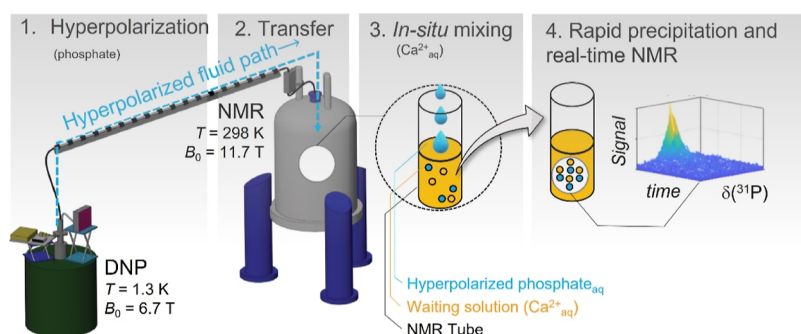 1. Hyperpolarization
(phosphate)
2. Transfer
3. In-situ mixing
(Ca²⁺aq)
4. Rapid precipitation and
real-time NMR
Hyperpolarized fluid path→
NMR
T = 298 K
B₀ = 11.7 T
DNP
T = 1.3 K
B₀ = 6.7 T
Signal
time
δ(³¹P)
Hyperpolarized phosphateaq
Waiting solution (Ca²⁺aq)
NMR Tube